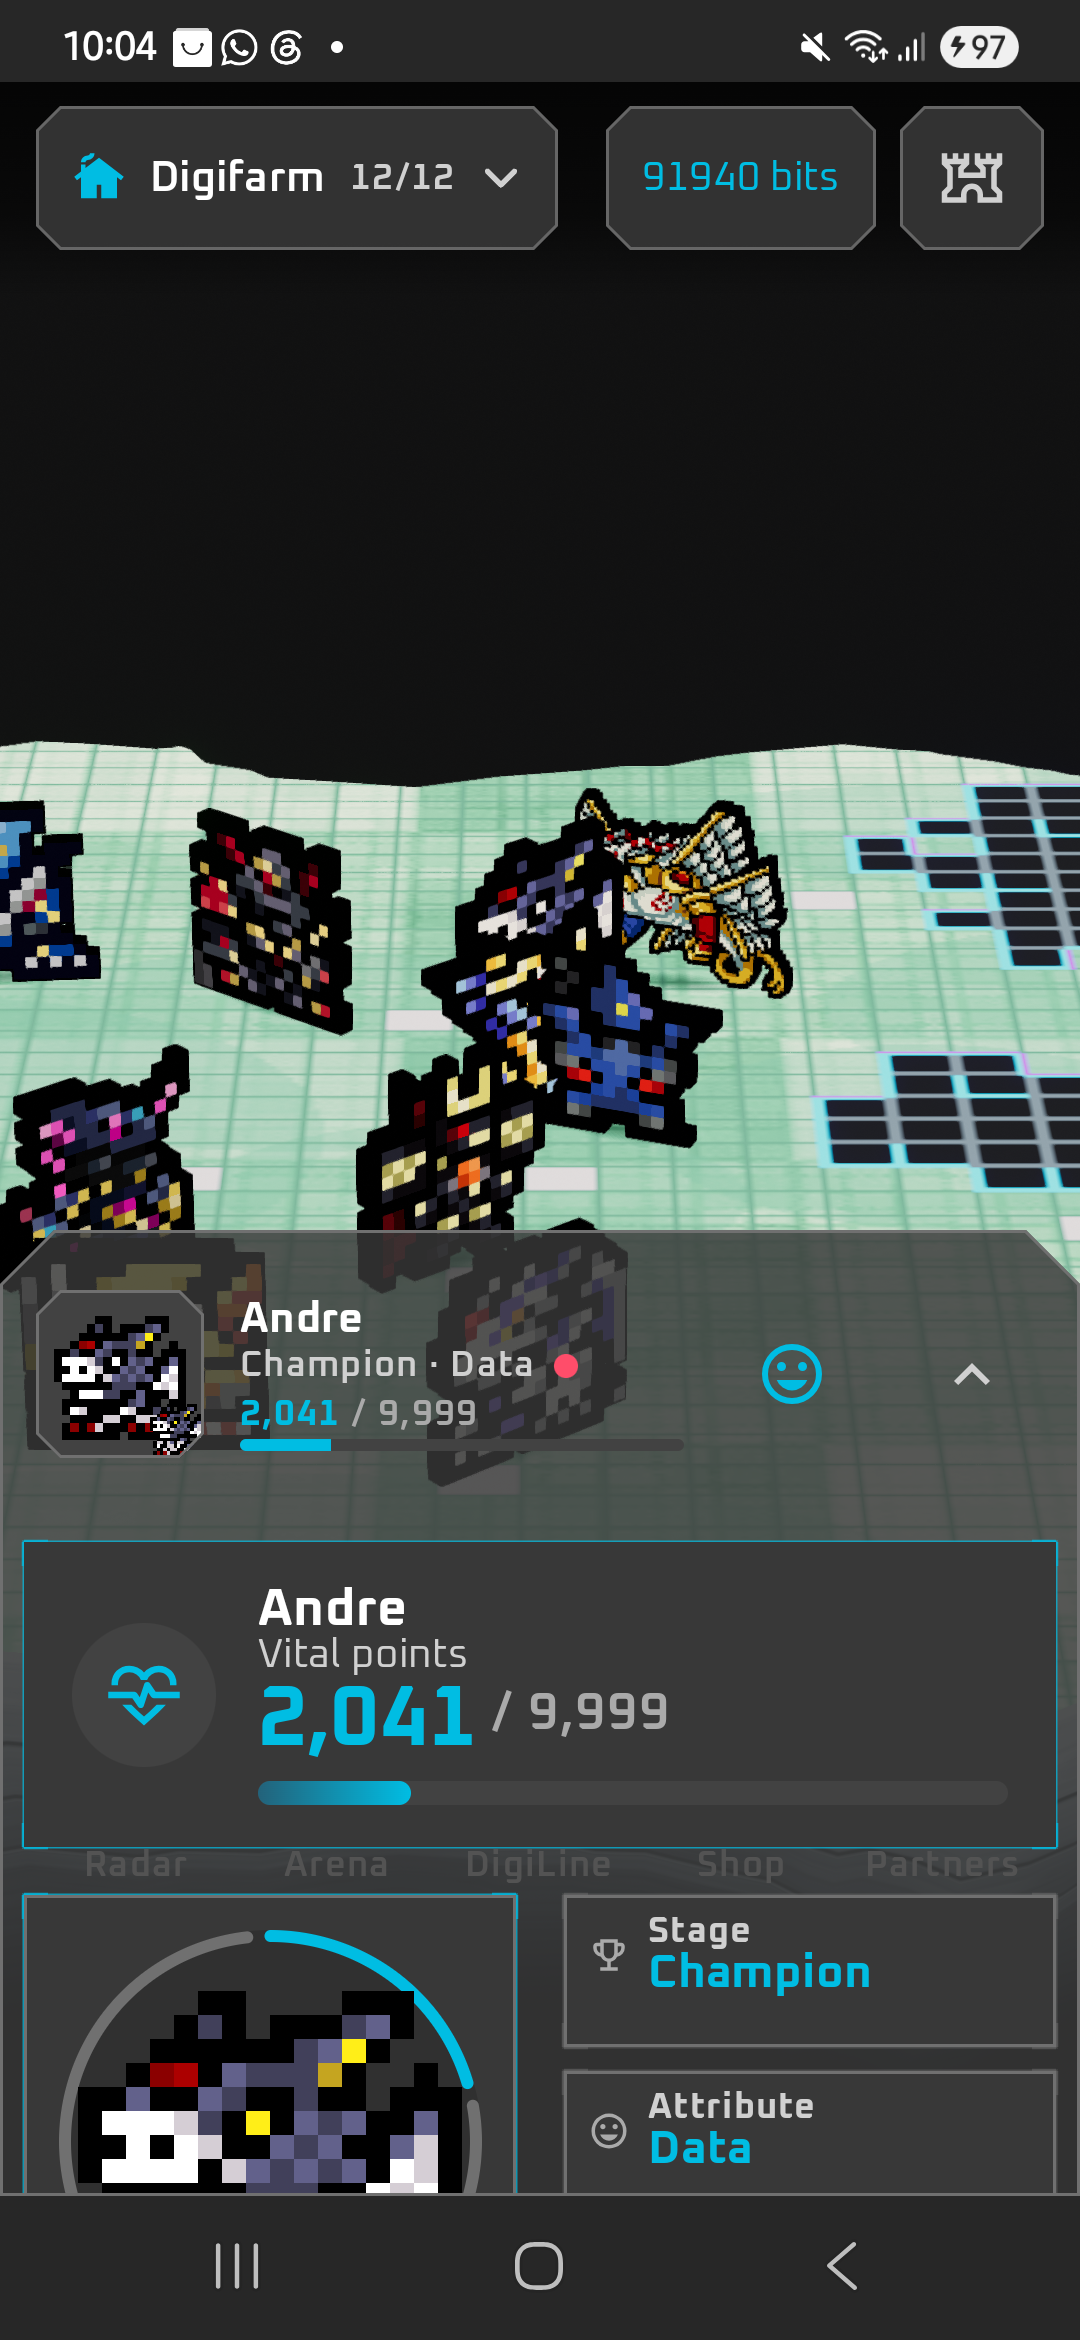 10:04 97
Digifarm 12/12 91940 bits
Andre
Champion · Data
2,041 / 9,999
Andre
Vital points
2,041 / 9,999
Radar Arena DigiLine Shop Partners
Stage
Champion
Attribute
Data